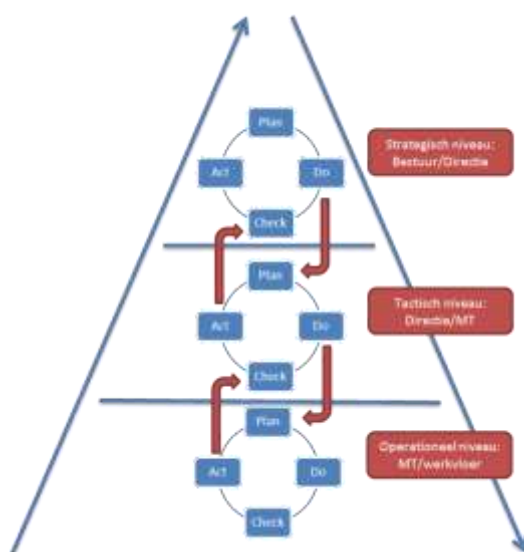 Plan
Act
Do
Check
Strategisch niveau:
Bestuur/Directie
Plan
Act
Do
Check
Tactisch niveau:
Directie/MT
Plan
Act
Do
Check
Operationeel niveau:
MT/werkvloer